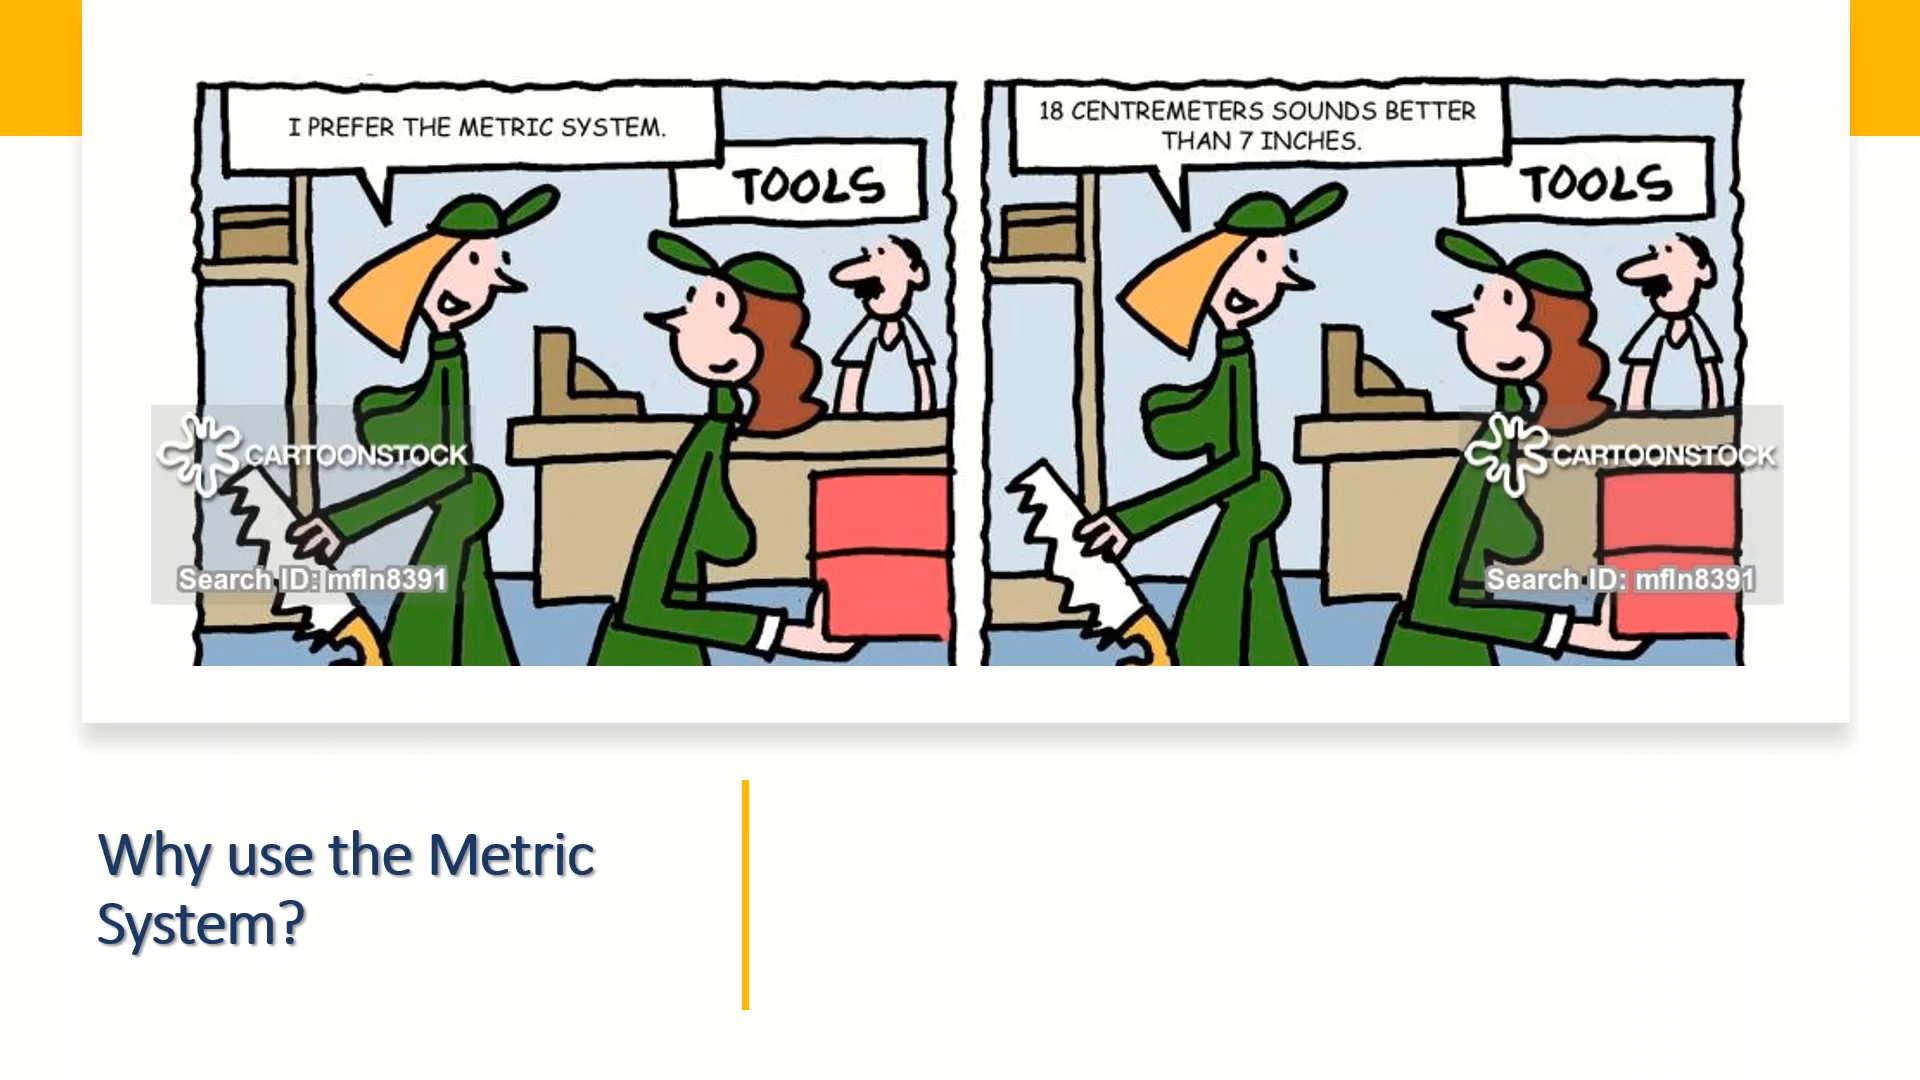 I PREFER THE METRIC SYSTEM.
TOOLS
18 CENTREMETERS SOUNDS BETTER
THAN 7 INCHES.
TOOLS
CARTOONSTOCK
Search ID: mfln8391
CARTOONSTOCK
Search ID: mfln8391
Why use the Metric
System?